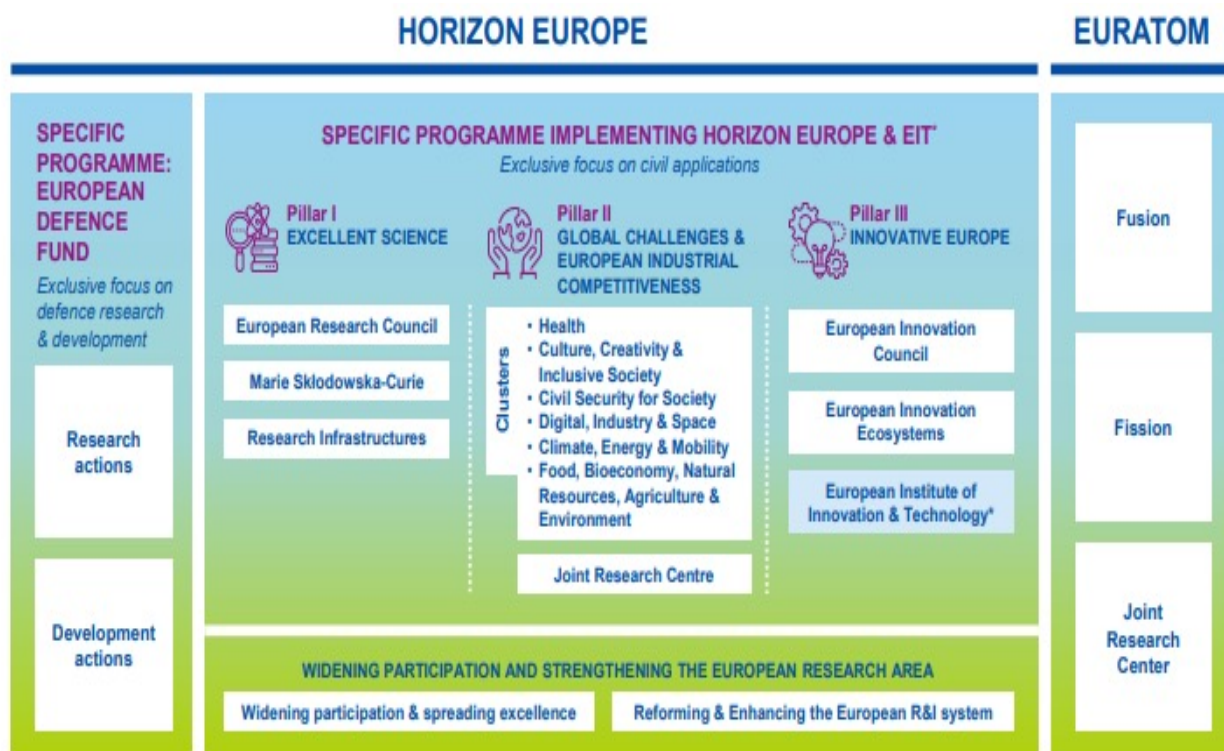 HORIZON EUROPE
EURATOM
SPECIFIC
PROGRAMME:
EUROPEAN
DEFENCE
FUND
Exclusive focus on
defence research
& development
Research
actions
Development
actions
SPECIFIC PROGRAMME IMPLEMENTING HORIZON EUROPE & EIT*
Exclusive focus on civil applications
Pillar I
EXCELLENT SCIENCE
European Research Council
Marie Skłodowska-Curie
Research Infrastructures
Pillar II
GLOBAL CHALLENGES &
EUROPEAN INDUSTRIAL
COMPETITIVENESS
Clusters
• Health
• Culture, Creativity &
Inclusive Society
• Civil Security for Society
• Digital, Industry & Space
• Climate, Energy & Mobility
• Food, Bioeconomy, Natural
Resources, Agriculture &
Environment
Joint Research Centre
Pillar III
INNOVATIVE EUROPE
European Innovation
Council
European Innovation
Ecosystems
European Institute of
Innovation & Technology*
WIDENING PARTICIPATION AND STRENGTHENING THE EUROPEAN RESEARCH AREA
Widening participation & spreading excellence
Reforming & Enhancing the European R&I system
Fusion
Fission
Joint
Research
Center